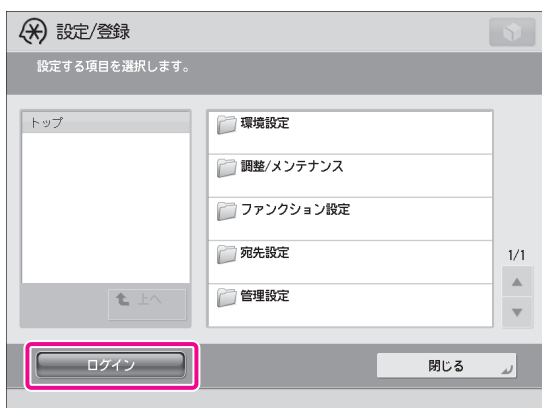 設定/登録
設定する項目を選択します。
トップ
環境設定
調整/メンテナンス
ファンクション設定
宛先設定
管理設定
1/1
上へ
ログイン
閉じる